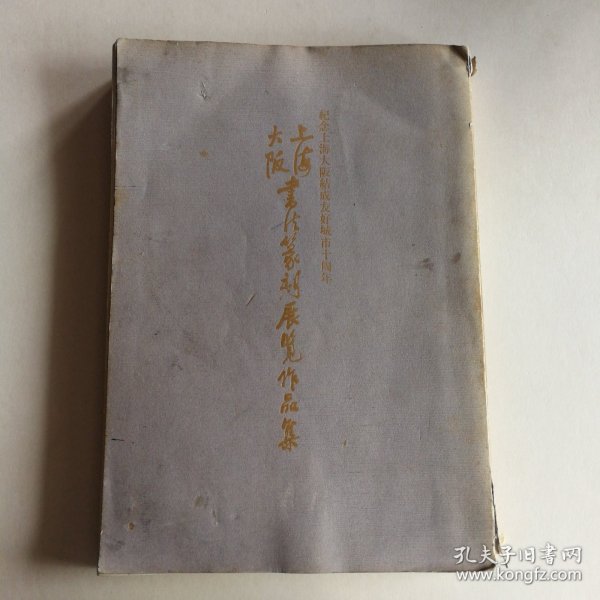 纪念上海大阪结成友好城市十周年
上海
大阪
书法篆刻展览作品集
孔夫子旧书网
www.kongfz.com